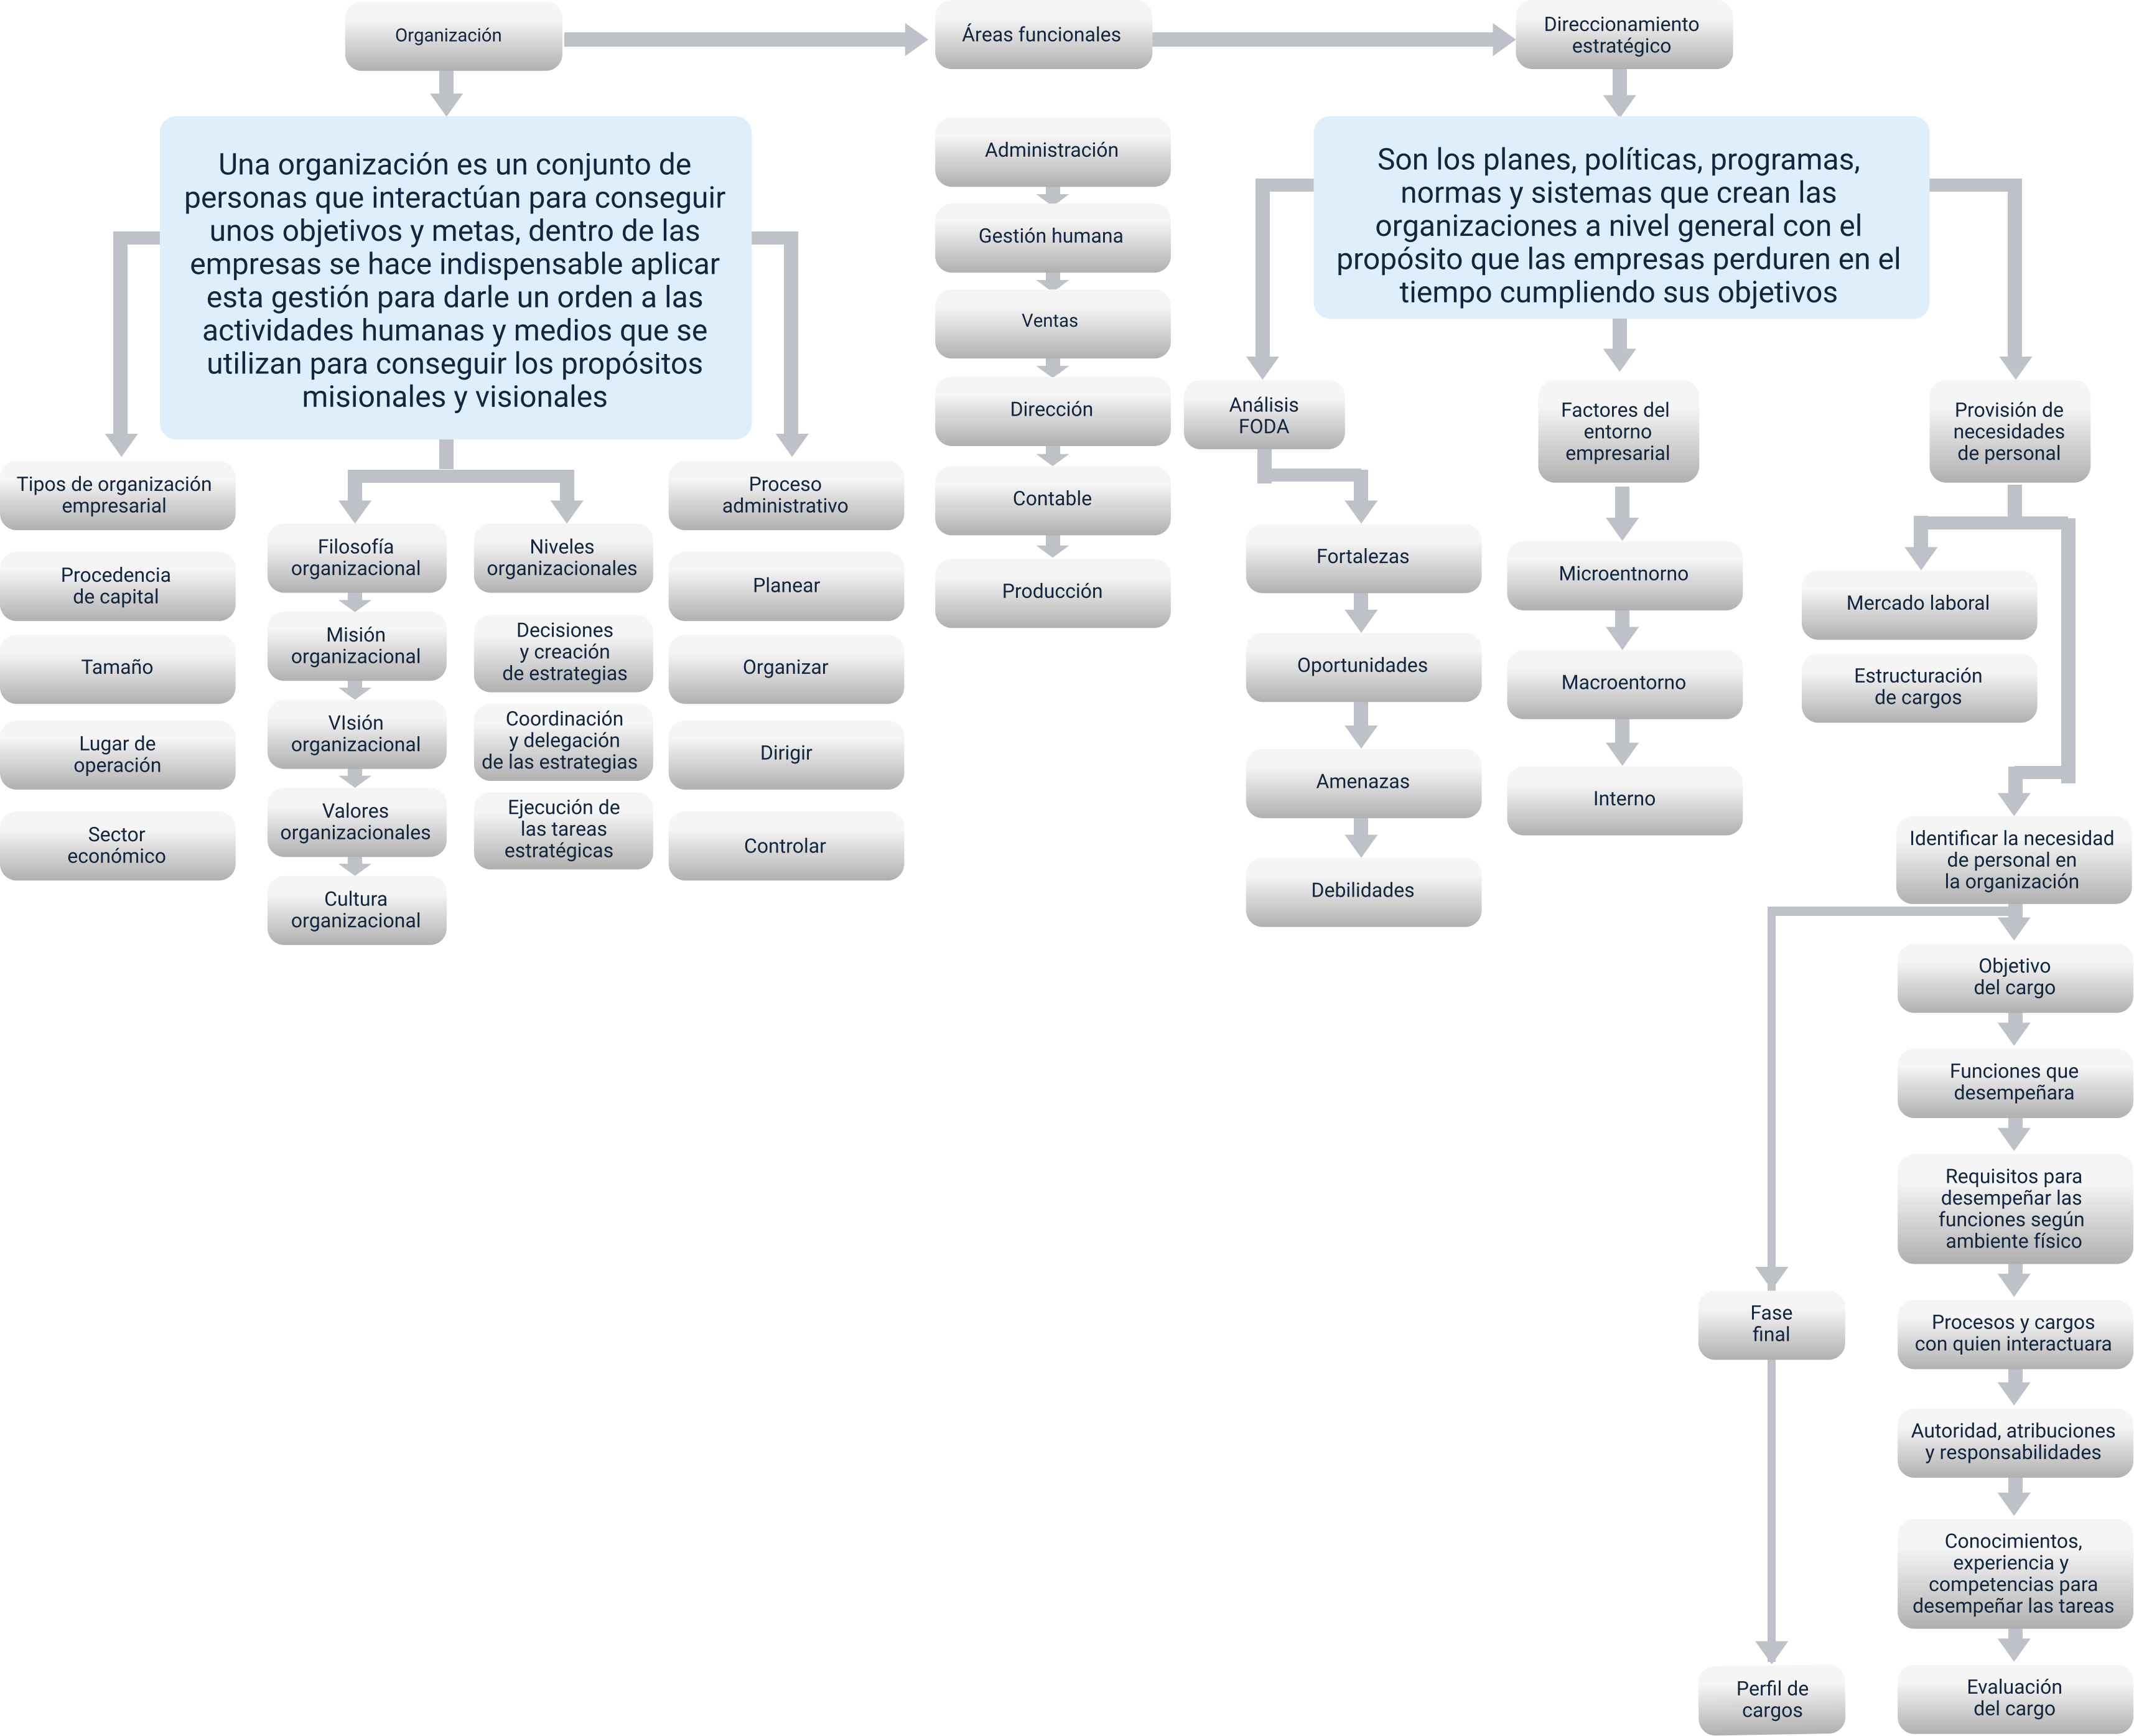 Organización
Áreas funcionales
Direccionamiento
estratégico
Una organización es un conjunto de
personas que interactúan para conseguir
unos objetivos y metas, dentro de las
empresas se hace indispensable aplicar
esta gestión para darle un orden a las
actividades humanas y medios que se
utilizan para conseguir los propósitos
misionales y visionales
Tipos de organización
empresarial
Procedencia
de capital
Tamaño
Lugar de
operación
Sector
económico
Filosofía
organizacional
Misión
organizacional
VIsión
organizacional
Valores
organizacionales
Cultura
organizacional
Niveles
organizacionales
Decisiones
y creación
de estrategias
Coordinación
y delegación
de las estrategias
Ejecución de
las tareas
estratégicas
Proceso
administrativo
Planear
Organizar
Dirigir
Controlar
Administración
Gestión humana
Ventas
Dirección
Contable
Producción
Son los planes, políticas, programas,
normas y sistemas que crean las
organizaciones a nivel general con el
propósito que las empresas perduren en el
tiempo cumpliendo sus objetivos
Análisis
FODA
Fortalezas
Oportunidades
Amenazas
Debilidades
Factores del
entorno
empresarial
Microentnorno
Macroentorno
Interno
Provisión de
necesidades
de personal
Mercado laboral
Estructuración
de cargos
Identificar la necesidad
de personal en
la organización
Objetivo
del cargo
Funciones que
desempeñara
Requisitos para
desempeñar las
funciones según
ambiente físico
Procesos y cargos
con quien interactuara
Autoridad, atribuciones
y responsabilidades
Conocimientos,
experiencia y
competencias para
desempeñar las tareas
Evaluación
del cargo
Fase
final
Perfil de
cargos